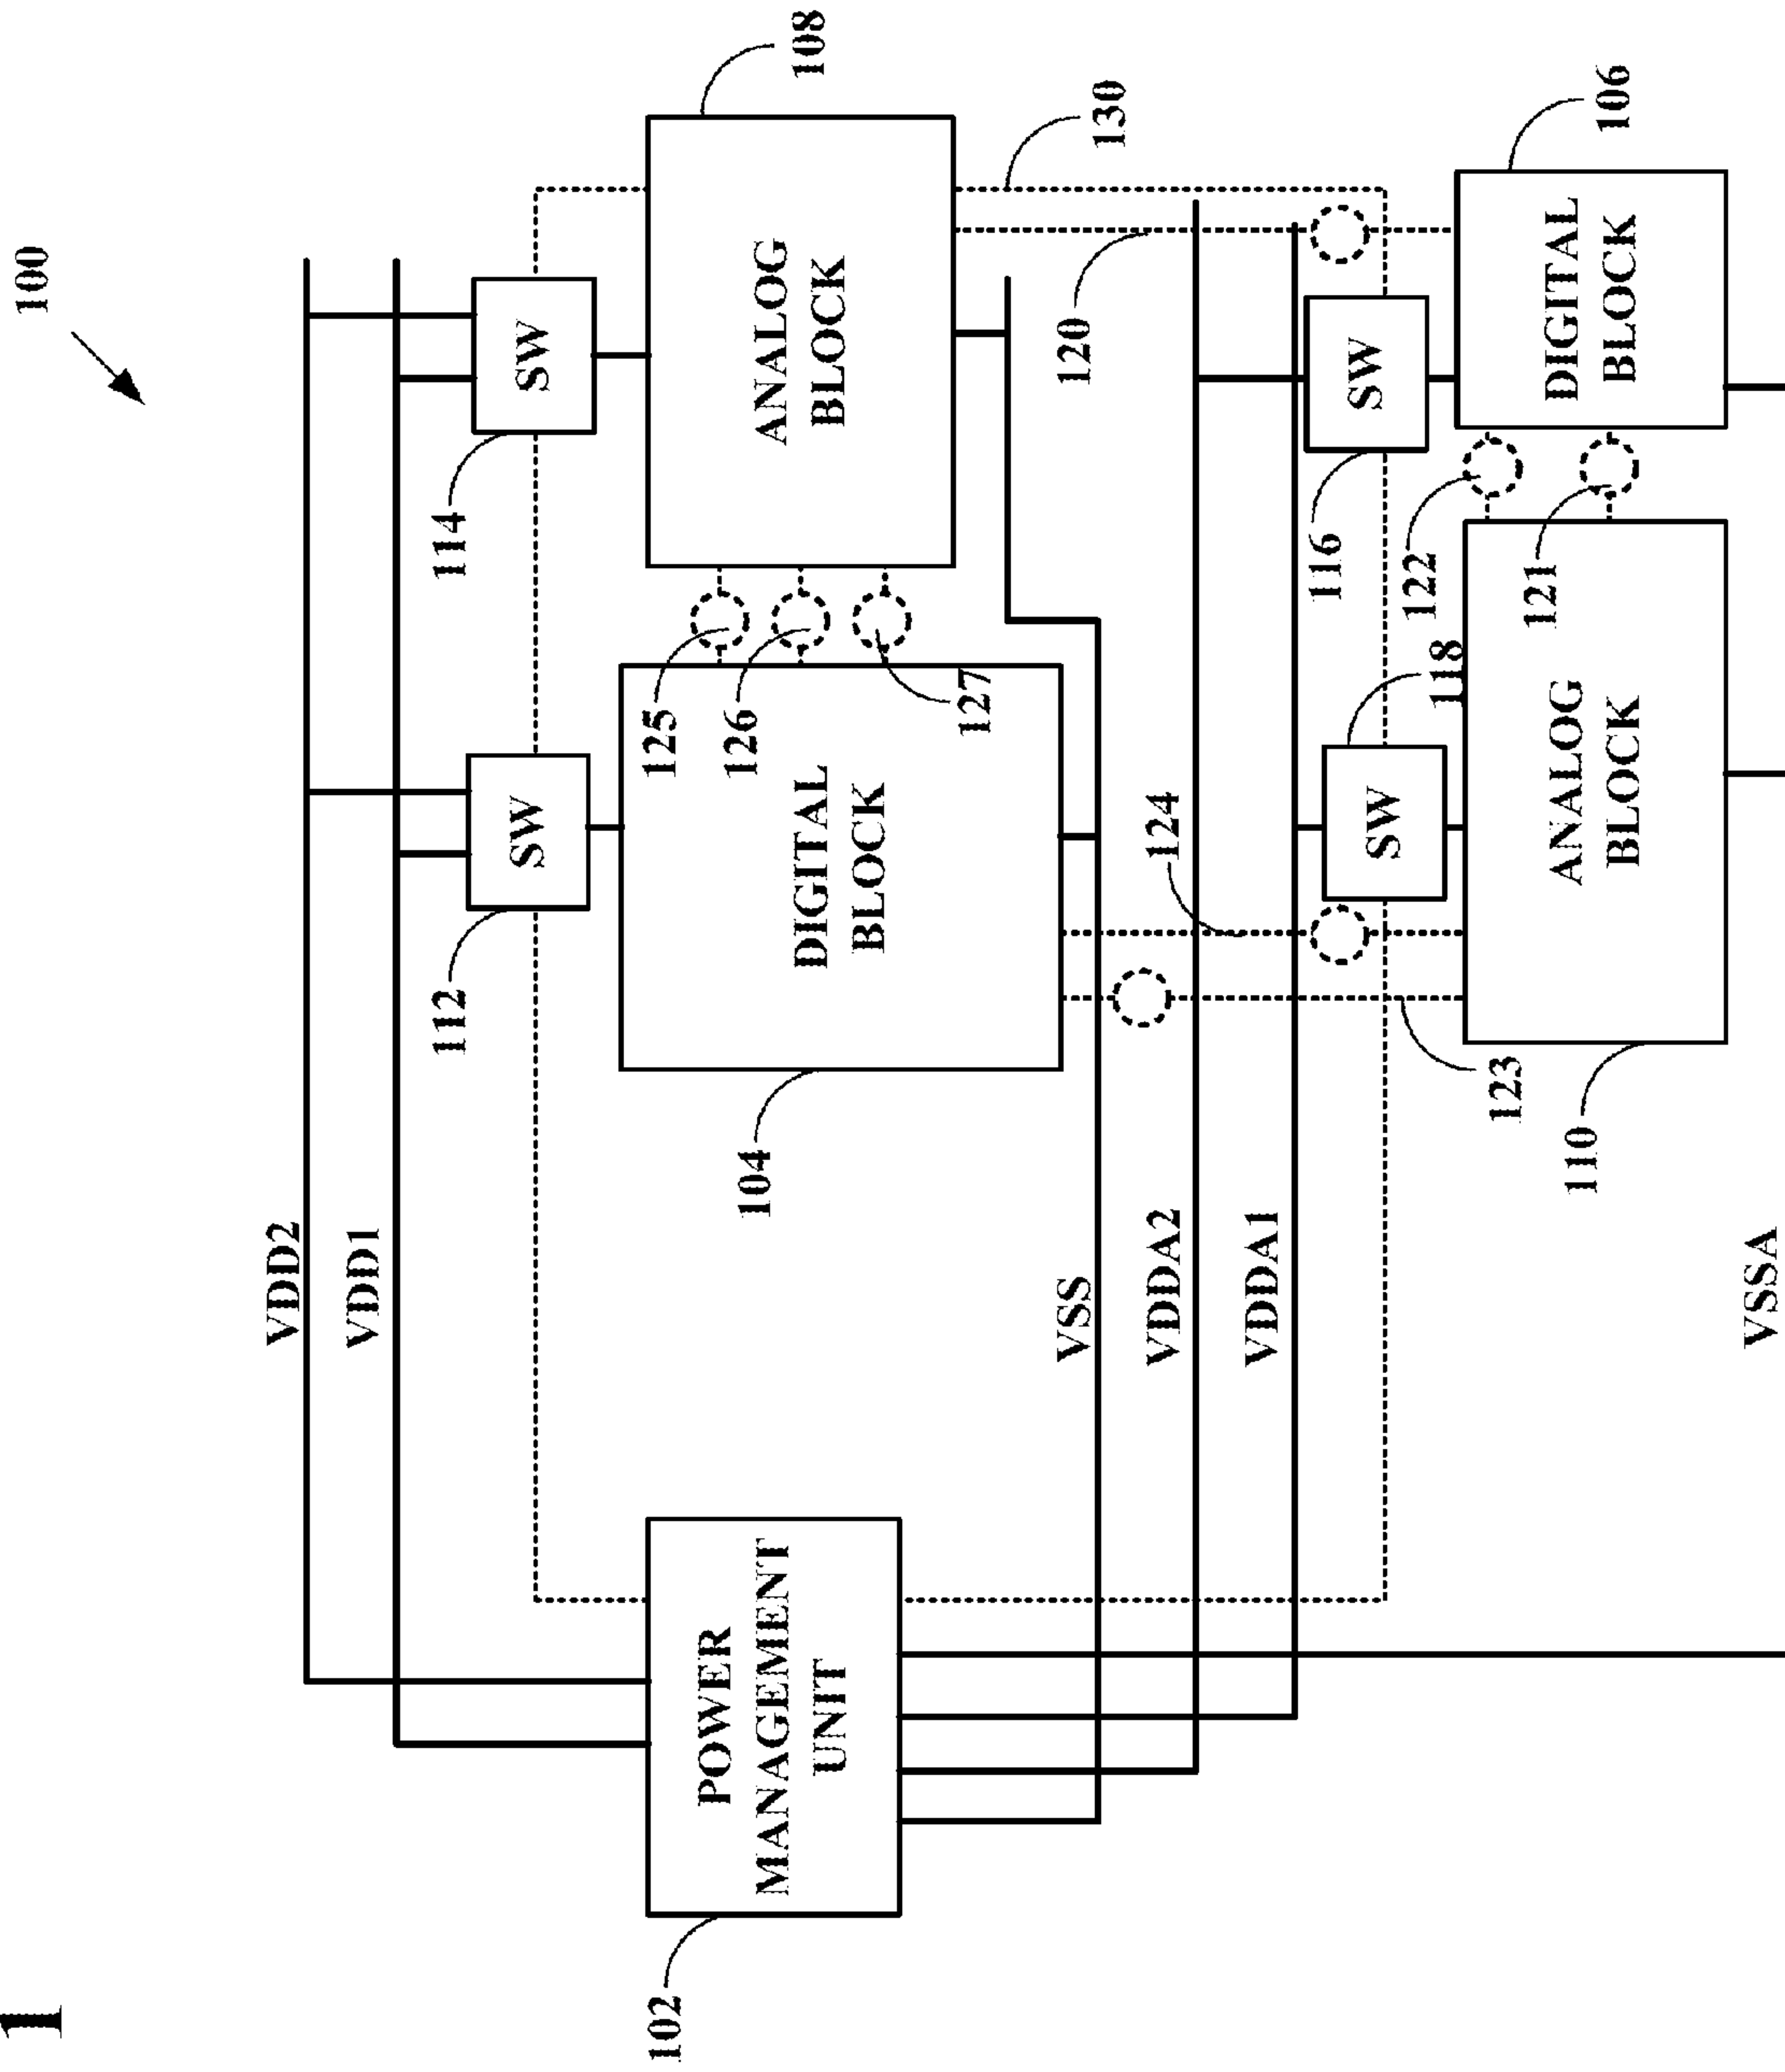 1
100
VDD2
VDD1
112
114
SW
SW
102
POWER
MANAGEMENT
UNIT
104
DIGITAL
BLOCK
125
126
127
ANALOG
BLOCK
108
VSS
VDDA2
VDDA1
124
120
130
SW
118
116
SW
122
121
123
110
ANALOG
BLOCK
DIGITAL
BLOCK
106
VSSA